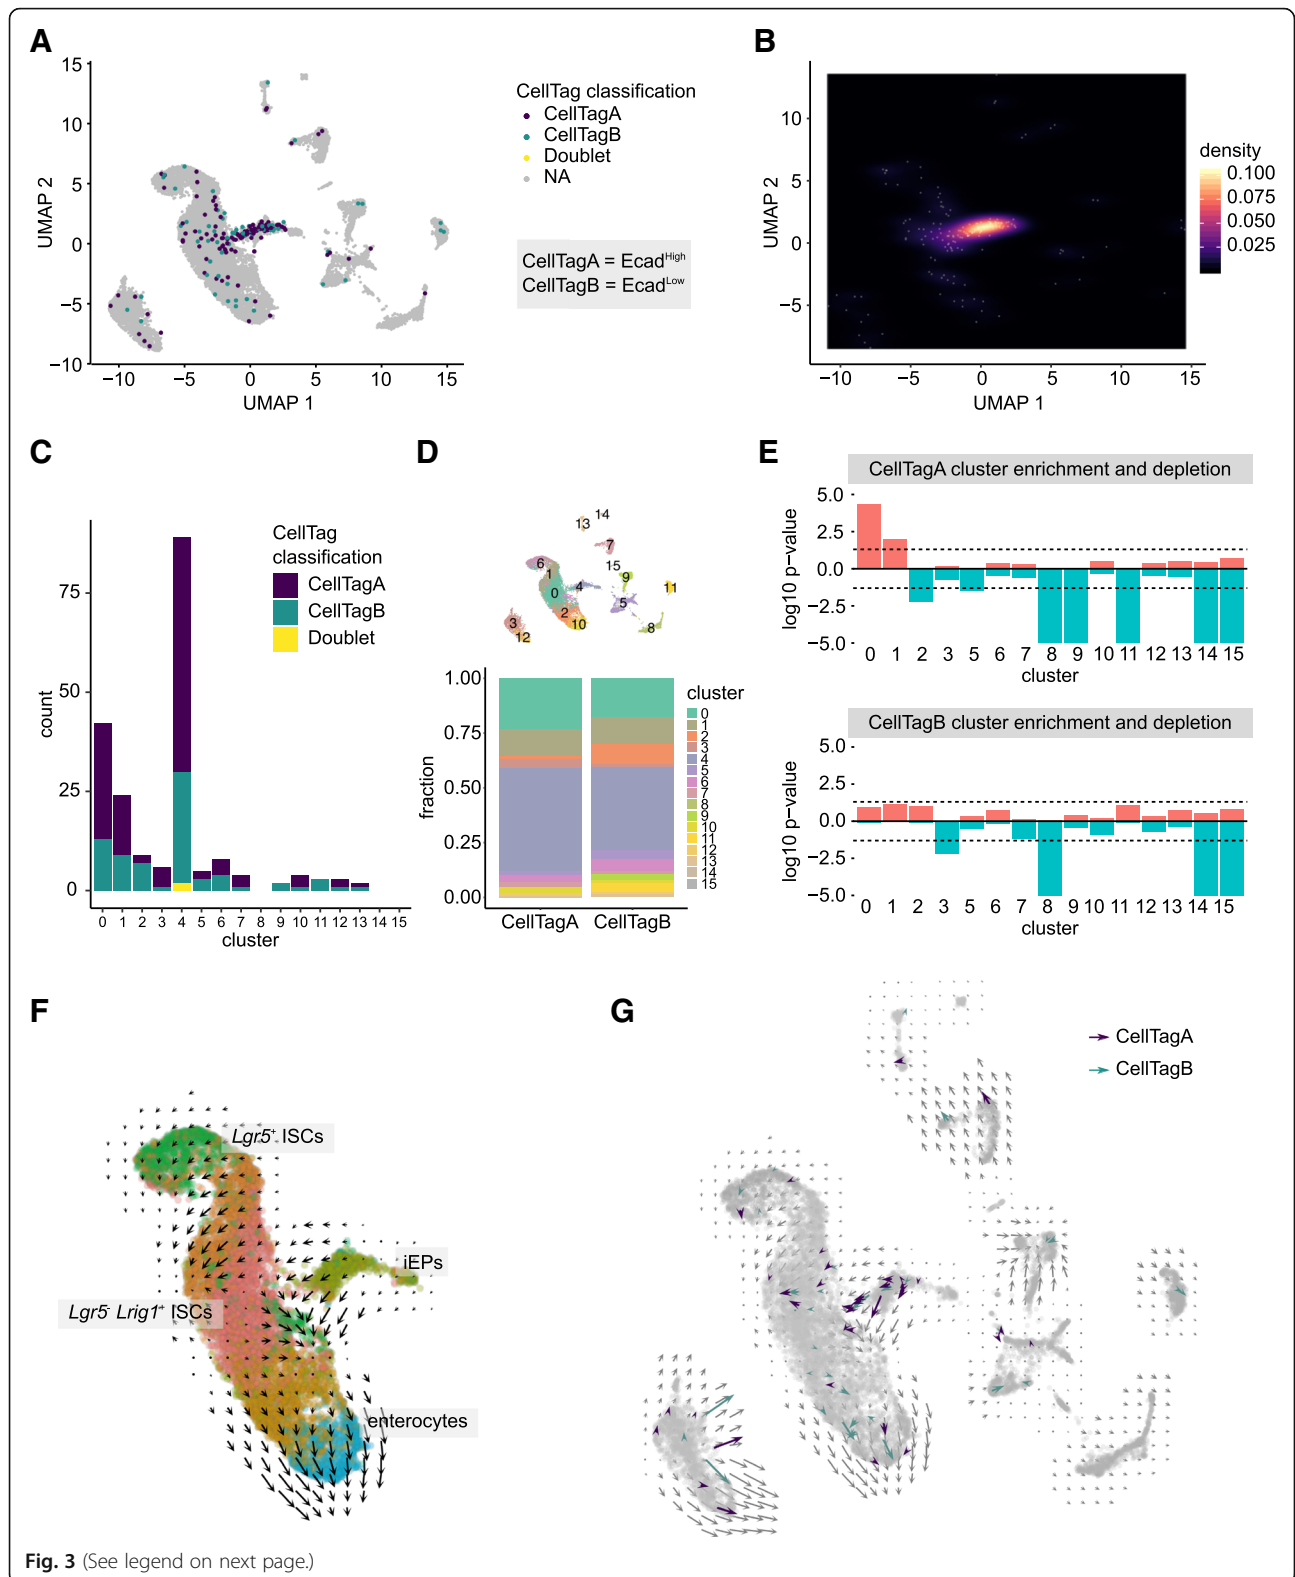 A
15
10
5
0
−5
−10
UMAP 2
−10 −5 0 5 10 15
UMAP 1
CellTag classification
CellTagA
CellTagB
Doublet
NA
CellTagA = Ecad^High
CellTagB = Ecad^Low
B
10
5
0
−5
UMAP 2
−10 −5 0 5 10 15
UMAP 1
density
0.100
0.075
0.050
0.025
C
75
50
25
0
count
0 1 2 3 4 5 6 7 8 9 10 11 12 13 14 15
cluster
CellTag
classification
CellTagA
CellTagB
Doublet
D
14
13
7
6
1
15
9
4
11
0
5
2
3
10
8
12
1.00
0.75
0.50
0.25
0.00
fraction
CellTagA CellTagB
cluster
0
1
2
3
4
5
6
7
8
9
10
11
12
13
14
15
E
CellTagA cluster enrichment and depletion
5.0
2.5
0.0
−2.5
−5.0
log10 p−value
0 1 2 3 5 6 7 8 9 10 11 12 13 14 15
cluster
CellTagB cluster enrichment and depletion
5.0
2.5
0.0
−2.5
−5.0
log10 p−value
0 1 2 3 5 6 7 8 9 10 11 12 13 14 15
cluster
F
Lgr5+ ISCs
iEPs
Lgr5- Lrig1+ ISCs
enterocytes
G
CellTagA
CellTagB
Fig. 3 (See legend on next page.)